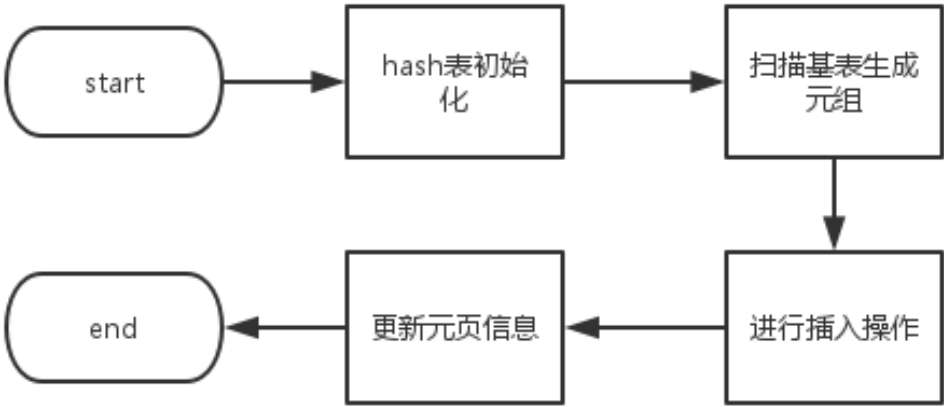 start
hash表初始
化
扫描基表生成
元组
进行插入操作
更新元页信息
end